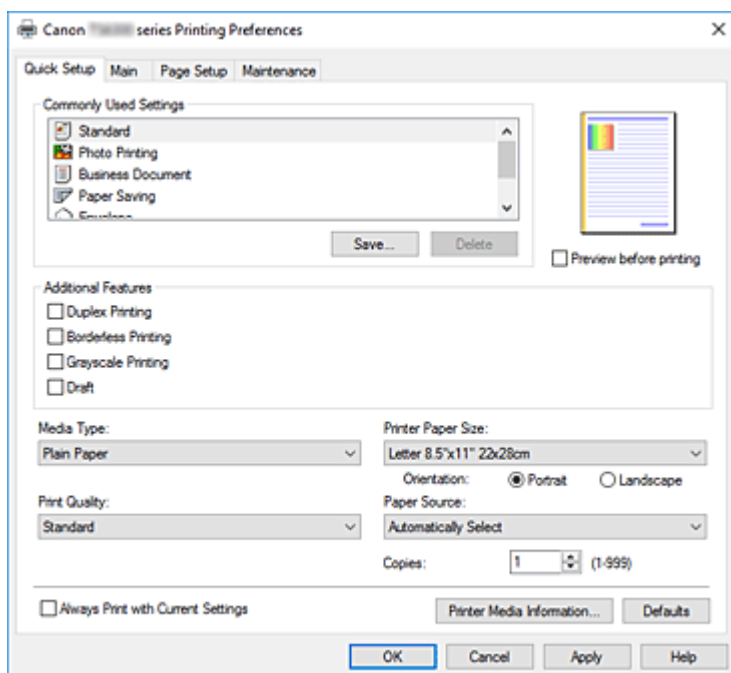 Canon series Printing Preferences
Quick Setup Main Page Setup Maintenance
Commonly Used Settings
Standard
Photo Printing
Business Document
Paper Saving
Envelope
Save... Delete
Preview before printing
Additional Features
Duplex Printing
Borderless Printing
Grayscale Printing
Draft
Media Type: Printer Paper Size:
Plain Paper Letter 8.5"x11" 22x28cm
Orientation: Portrait Landscape
Print Quality: Paper Source:
Standard Automatically Select
Copies: 1 (1-999)
Always Print with Current Settings Printer Media Information... Defaults
OK Cancel Apply Help